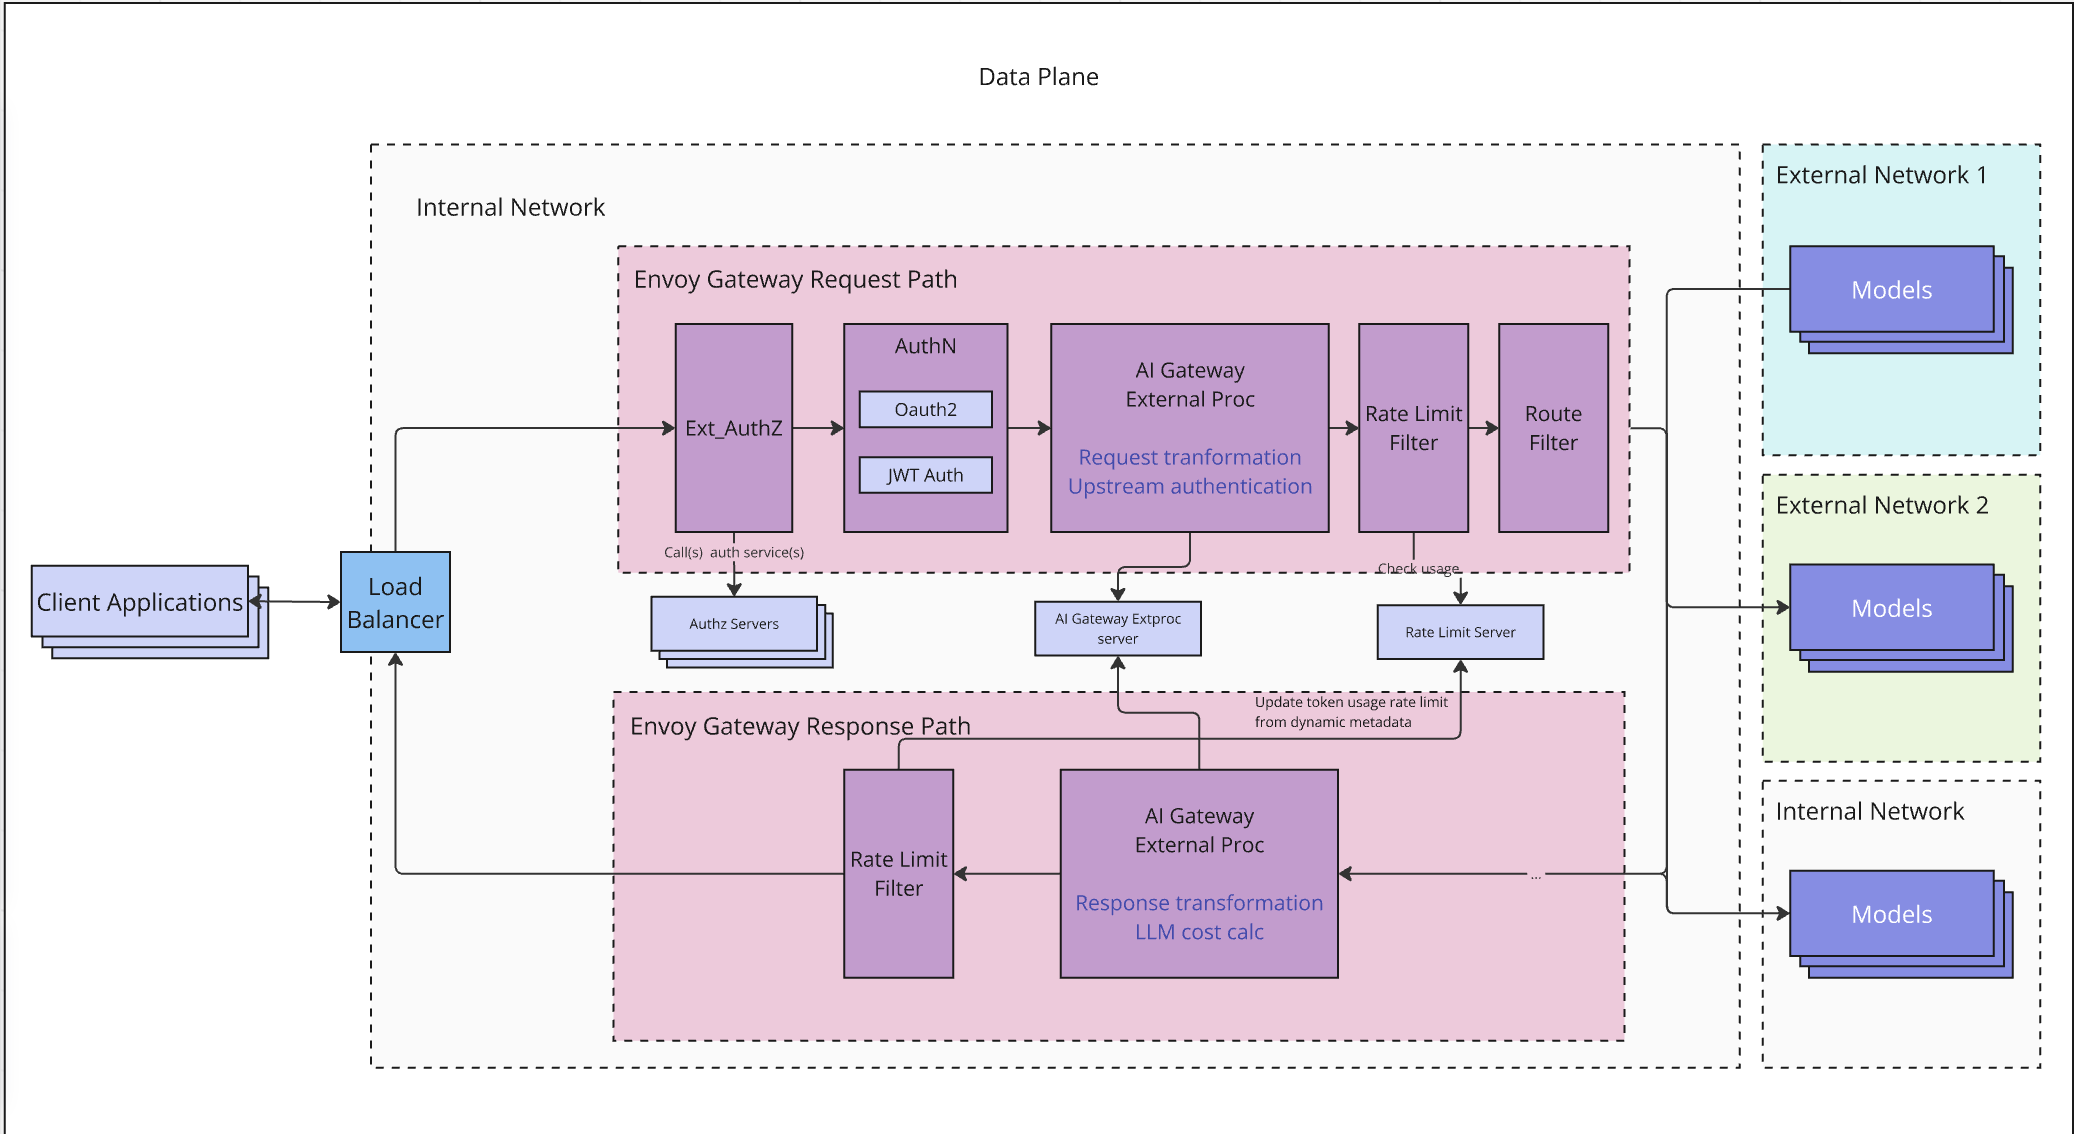 Data Plane
Internal Network
Envoy Gateway Request Path
Ext_AuthZ
AuthN
Oauth2
JWT Auth
AI Gateway
External Proc
Request tranformation
Upstream authentication
Rate Limit
Filter
Route
Filter
Call(s)  auth service(s)
Check usage
Client Applications
Load
Balancer
Authz Servers
AI Gateway Extproc
server
Rate Limit Server
Envoy Gateway Response Path
Update token usage rate limit
from dynamic metadata
Rate Limit
Filter
AI Gateway
External Proc
Response transformation
LLM cost calc
...
External Network 1
Models
External Network 2
Models
Internal Network
Models